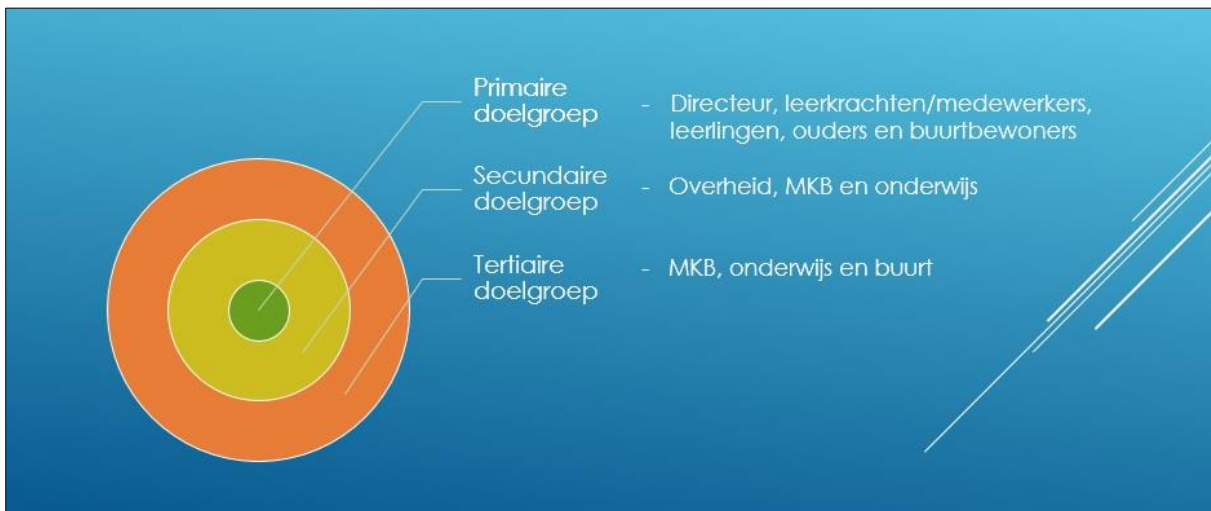 Primaire
doelgroep
- Directeur, leerkrachten/medewerkers,
leerlingen, ouders en buurtbewoners
Secundaire
doelgroep
- Overheid, MKB en onderwijs
Tertiaire
doelgroep
- MKB, onderwijs en buurt